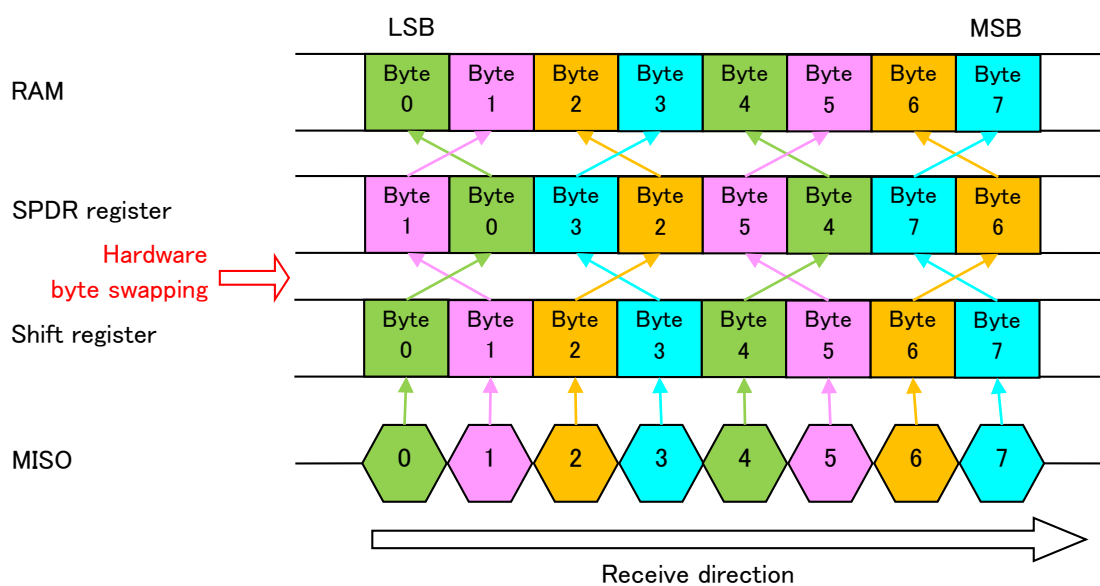 LSB MSB
RAM
Byte 0 Byte 1 Byte 2 Byte 3 Byte 4 Byte 5 Byte 6 Byte 7
SPDR register
Byte 1 Byte 0 Byte 3 Byte 2 Byte 5 Byte 4 Byte 7 Byte 6
Hardware
byte swapping
Shift register
Byte 0 Byte 1 Byte 2 Byte 3 Byte 4 Byte 5 Byte 6 Byte 7
MISO
0 1 2 3 4 5 6 7
Receive direction